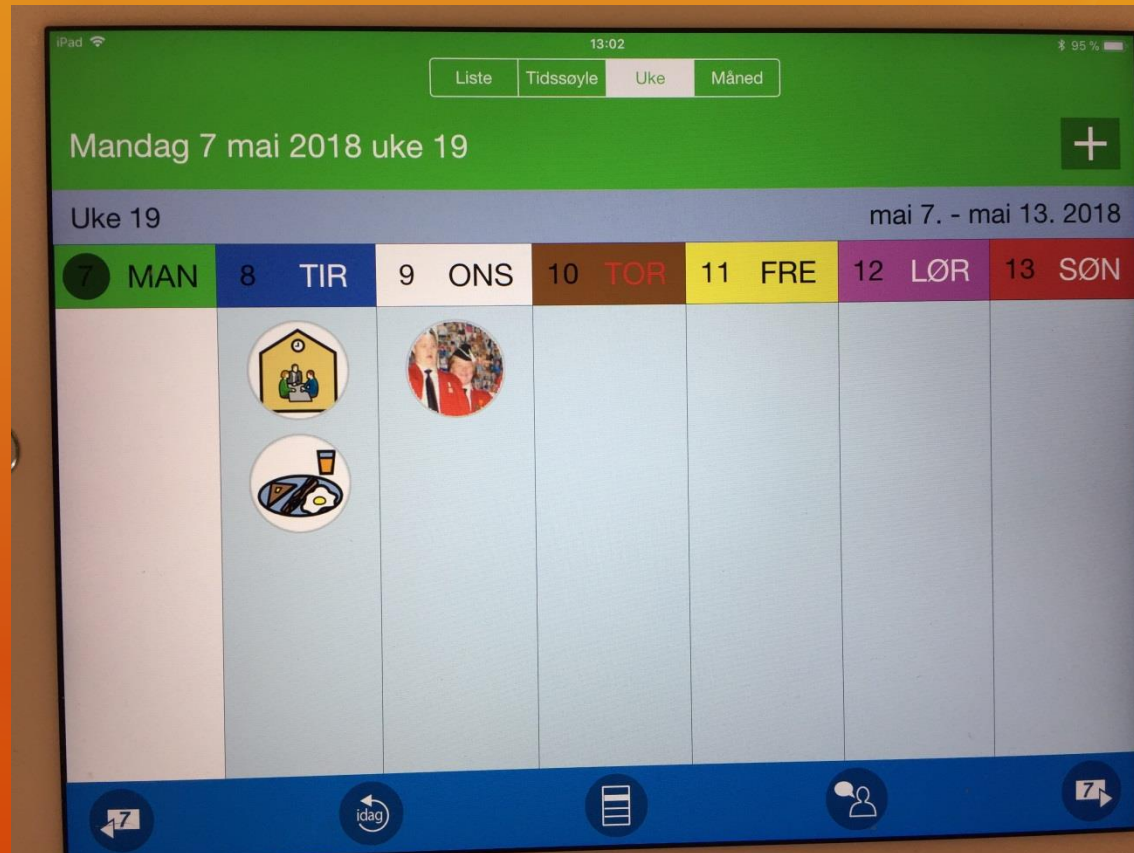 iPad 13:02 95 %
Liste Tidssøyle Uke Måned
Mandag 7 mai 2018 uke 19 +
Uke 19 mai 7. - mai 13. 2018
7 MAN 8 TIR 9 ONS 10 TOR 11 FRE 12 LØR 13 SØN
7 idag 7